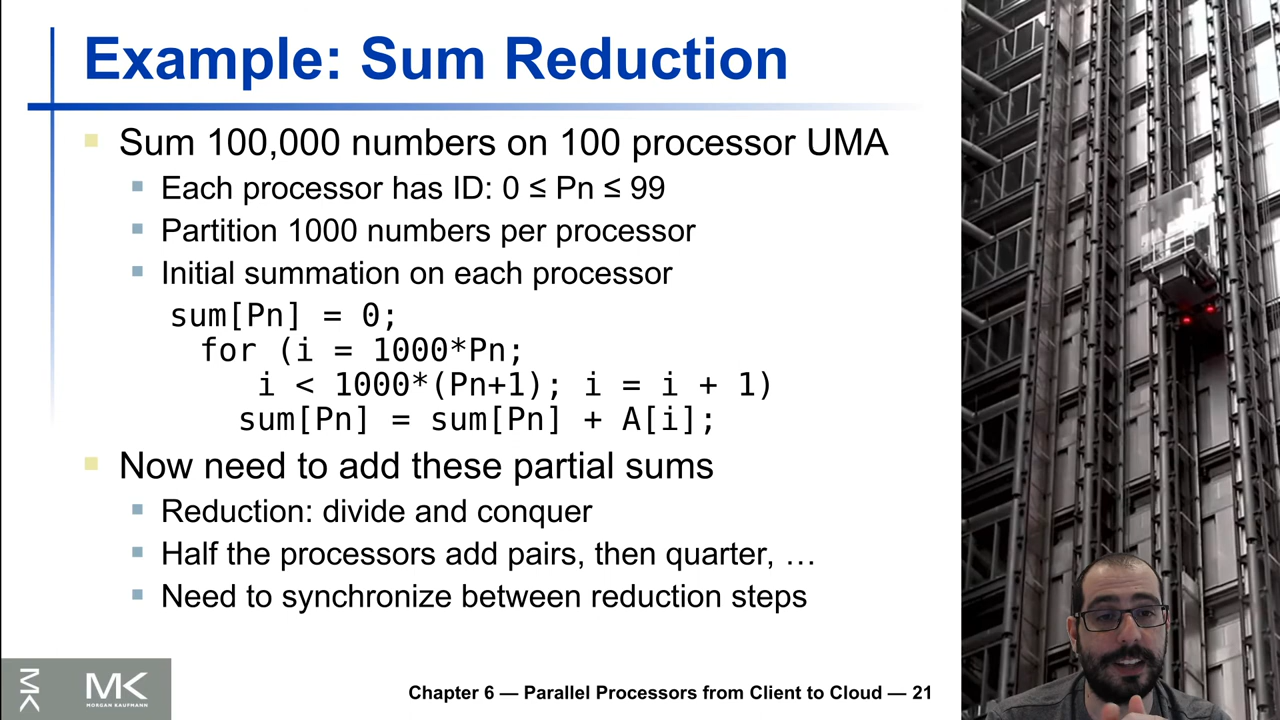 Example: Sum Reduction
Sum 100,000 numbers on 100 processor UMA
Each processor has ID: 0 ≤ Pn ≤ 99
Partition 1000 numbers per processor
Initial summation on each processor
sum[Pn] = 0;
for (i = 1000*Pn;
i < 1000*(Pn+1); i = i + 1)
sum[Pn] = sum[Pn] + A[i];
Now need to add these partial sums
Reduction: divide and conquer
Half the processors add pairs, then quarter, …
Need to synchronize between reduction steps
MK
MK
MORGAN KAUFMANN
Chapter 6 — Parallel Processors from Client to Cloud — 21